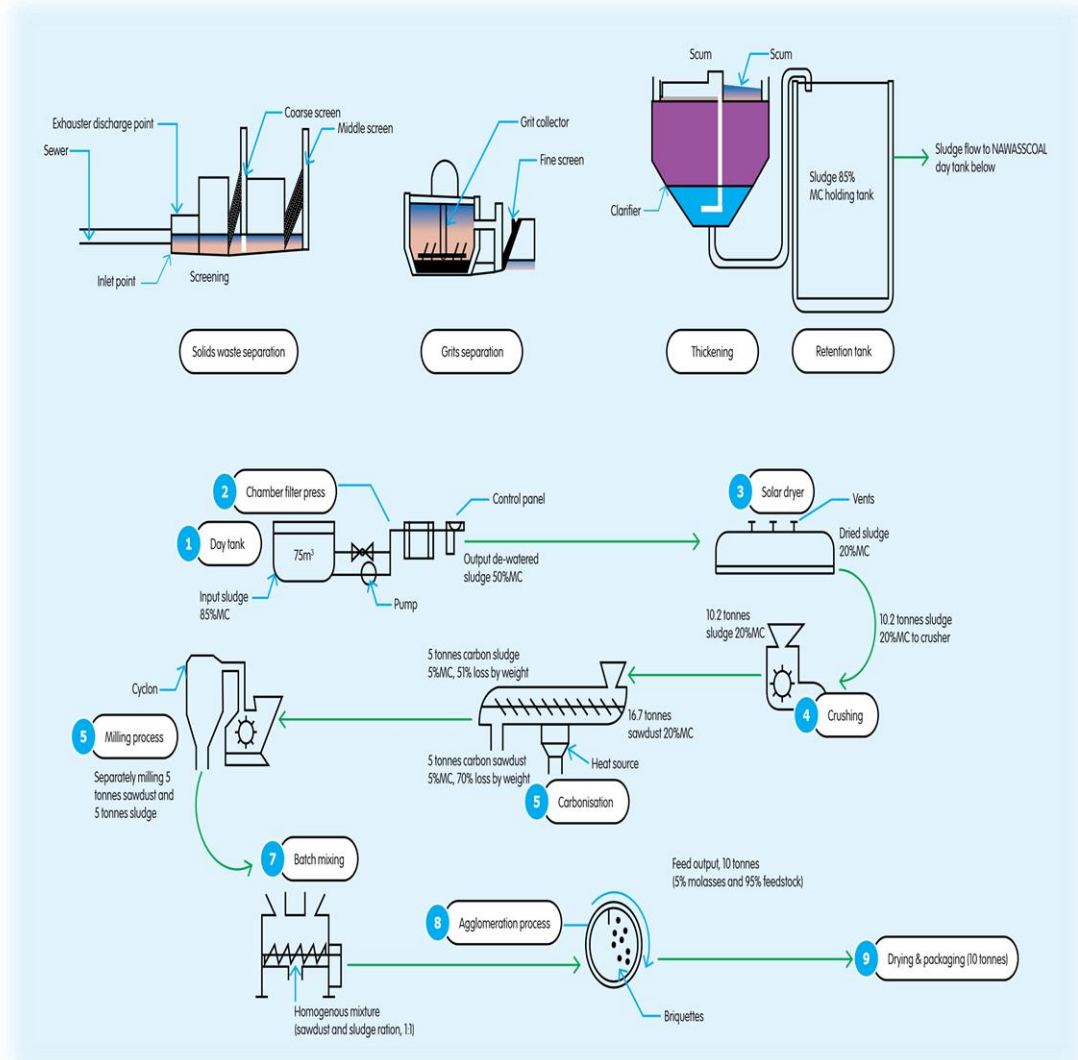 Scum
Scum
Coarse screen
Exhauster discharge point
Middle screen
Grit collector
Sewer
Fine screen
Sludge flow to NAWASSCOAL
day tank below
Sludge 85%
MC holding tank
Clarifier
Inlet point
Screening
Solids waste separation
Grits separation
Thickening
Retention tank
2 Chamber filter press
Control panel
3 Solar dryer
Vents
1 Day tank
75m³
Dried sludge
20%MC
Output de-watered
sludge 50%MC
Input sludge
85%MC
Pump
10.2 tonnes
sludge 20%MC
10.2 tonnes sludge
20%MC to crusher
5 tonnes carbon sludge
5%MC, 51% loss by weight
Cyclon
16.7 tonnes
sawdust 20%MC
4 Crushing
5 Milling process
5 tonnes carbon sawdust
5%MC, 70% loss by weight
Heat source
Separately milling 5
tonnes sawdust and
5 tonnes sludge
5 Carbonisation
7 Batch mixing
Feed output, 10 tonnes
(5% molasses and 95% feedstock)
8 Agglomeration process
9 Drying & packaging (10 tonnes)
Homogenous mixture
(sawdust and sludge ration, 1:1)
Briquettes